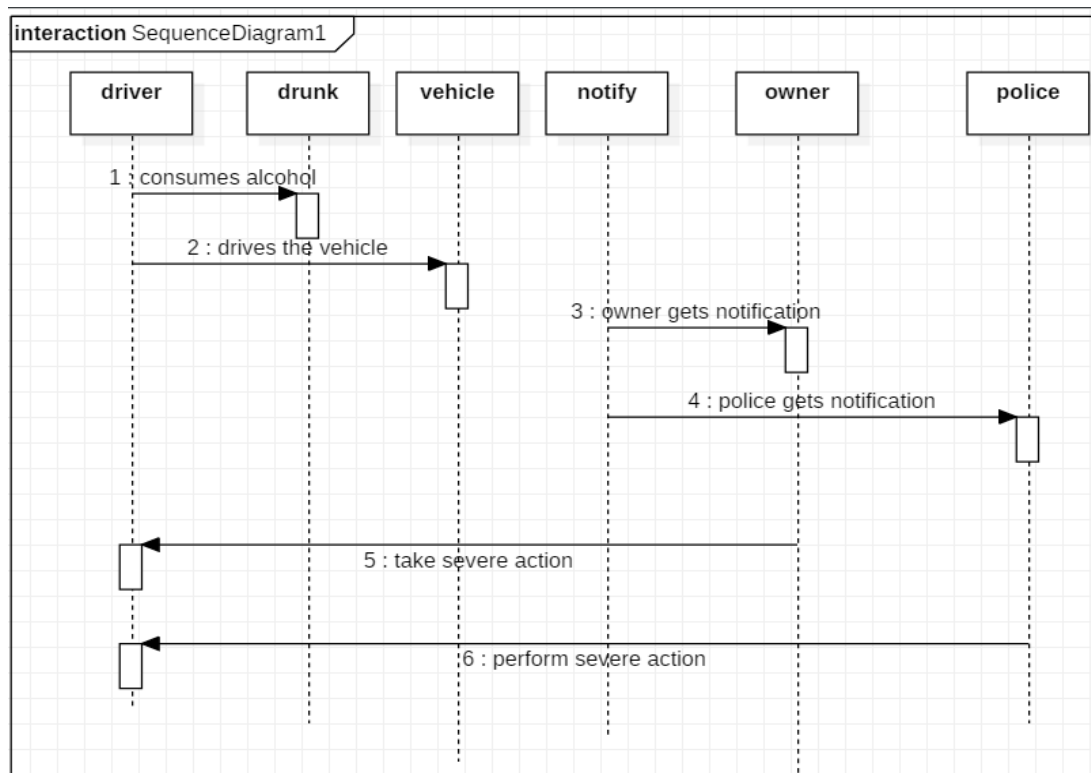 interaction SequenceDiagram1
driver drunk vehicle notify owner police
1 : consumes alcohol
2 : drives the vehicle
3 : owner gets notification
4 : police gets notification
5 : take severe action
6 : perform severe action